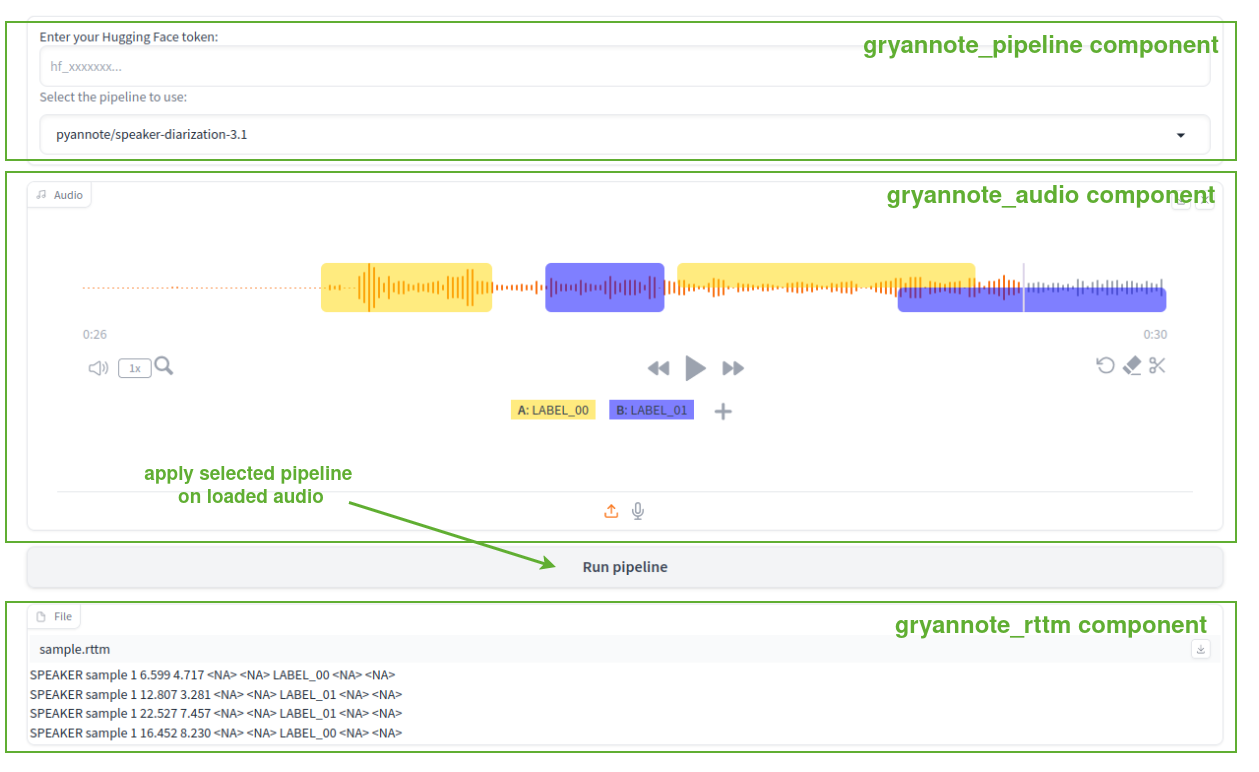 Enter your Hugging Face token:
gryannote_pipeline component
hf_xxxxxxx...
Select the pipeline to use:
pyannote/speaker-diarization-3.1
Audio
gryannote_audio component
0:26
0:30
1x
A: LABEL_00
B: LABEL_01
apply selected pipeline
on loaded audio
Run pipeline
File
gryannote_rttm component
sample.rttm
SPEAKER sample 1 6.599 4.717 <NA> <NA> LABEL_00 <NA> <NA>
SPEAKER sample 1 12.807 3.281 <NA> <NA> LABEL_01 <NA> <NA>
SPEAKER sample 1 22.527 7.457 <NA> <NA> LABEL_01 <NA> <NA>
SPEAKER sample 1 16.452 8.230 <NA> <NA> LABEL_00 <NA> <NA>